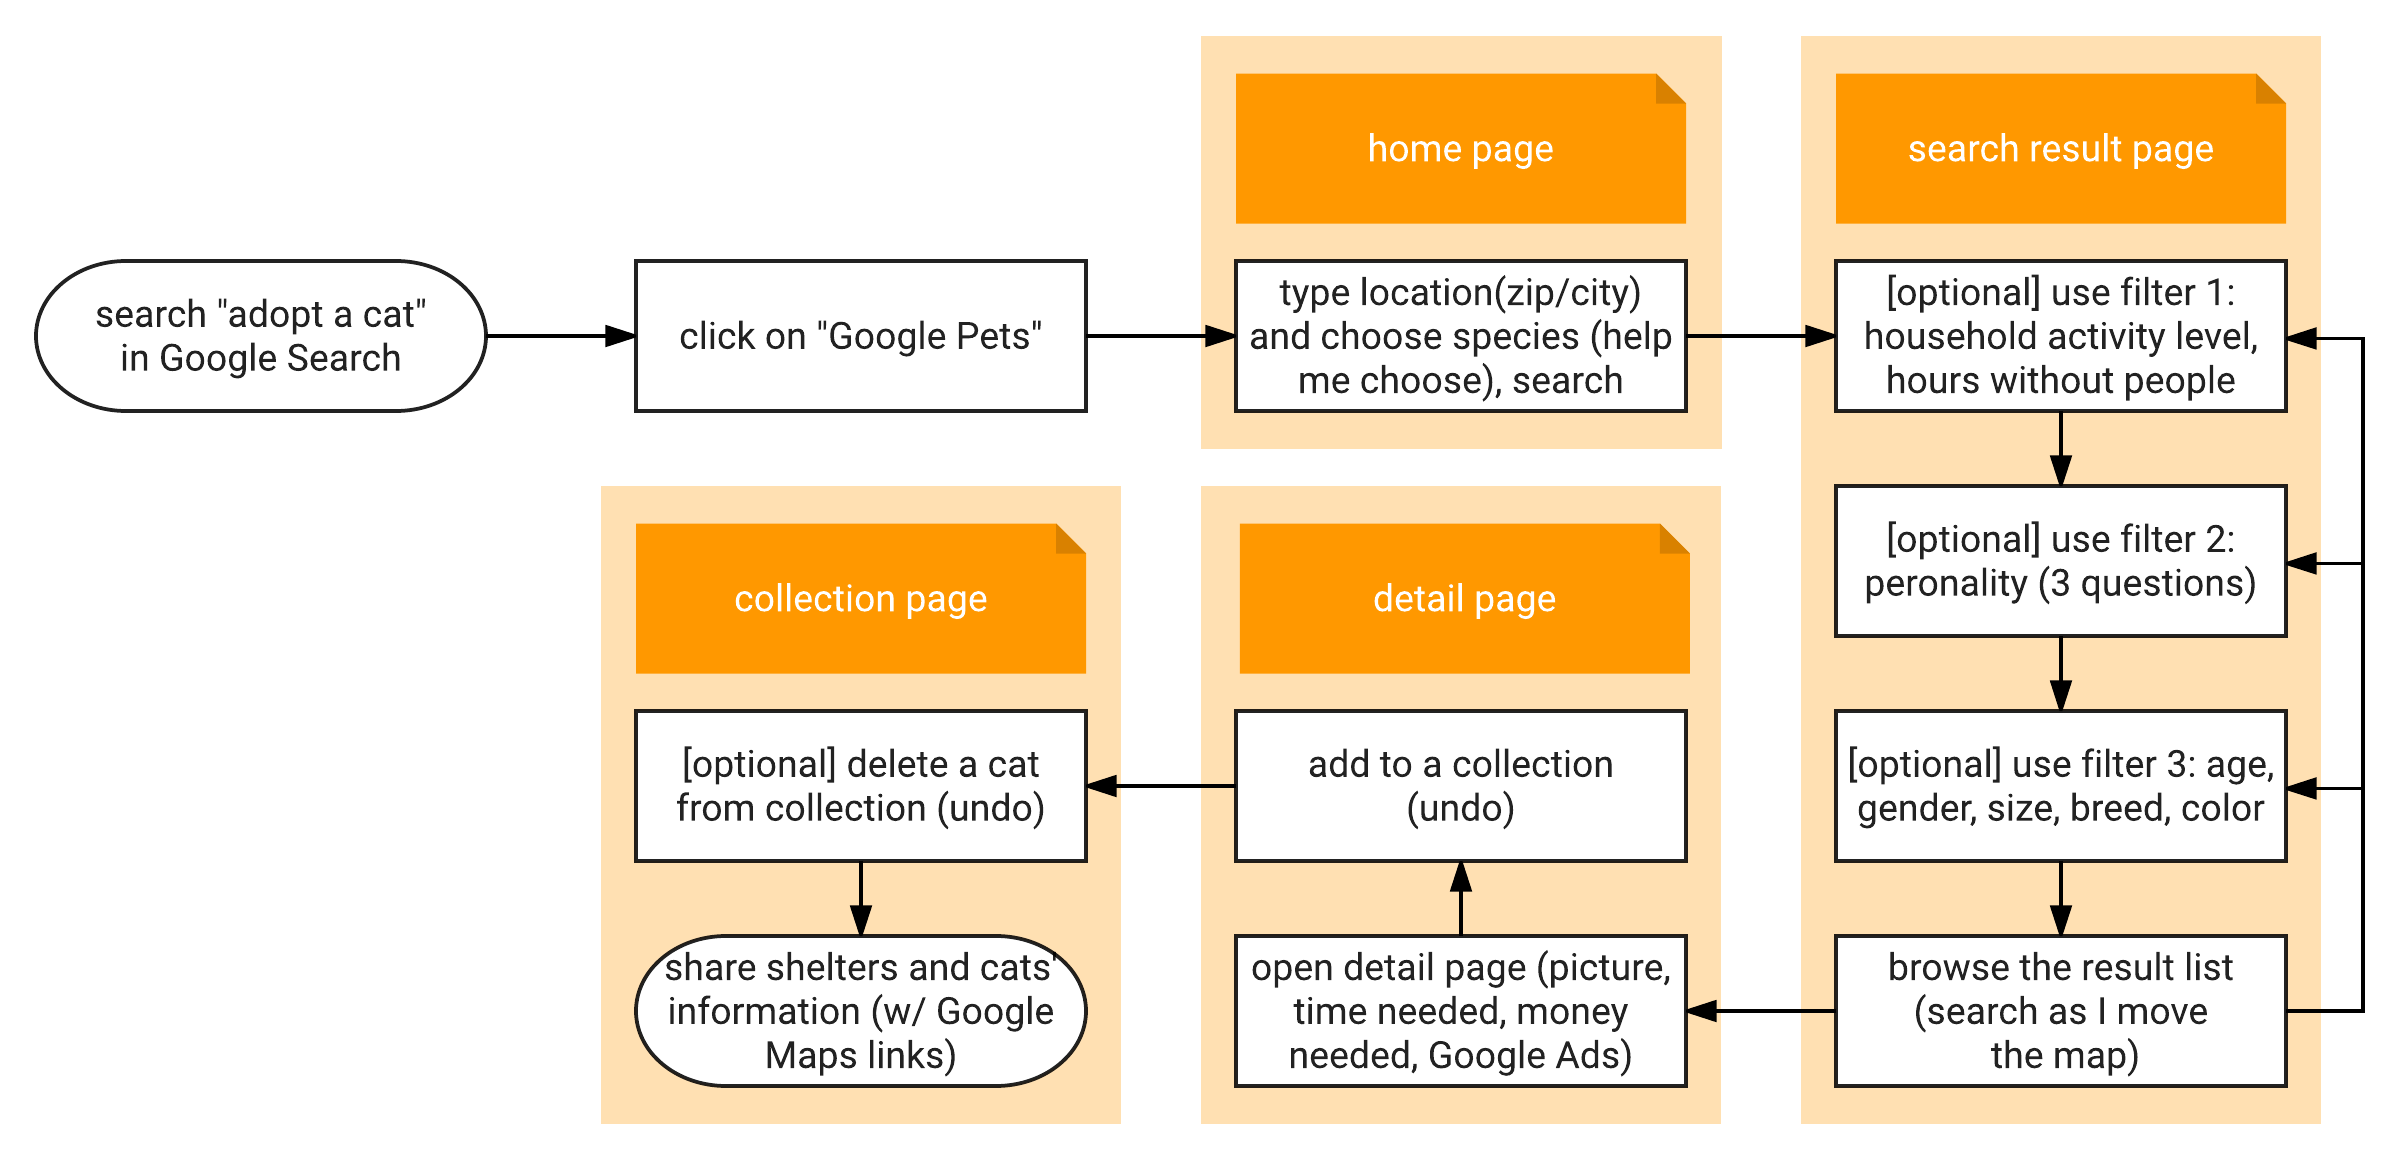 home page
search result page
search "adopt a cat"
in Google Search
click on "Google Pets"
type location(zip/city)
and choose species (help
me choose), search
[optional] use filter 1:
household activity level,
hours without people
[optional] use filter 2:
peronality (3 questions)
collection page
detail page
[optional] delete a cat
from collection (undo)
add to a collection
(undo)
[optional] use filter 3: age,
gender, size, breed, color
share shelters and cats'
information (w/ Google
Maps links)
open detail page (picture,
time needed, money
needed, Google Ads)
browse the result list
(search as I move
the map)